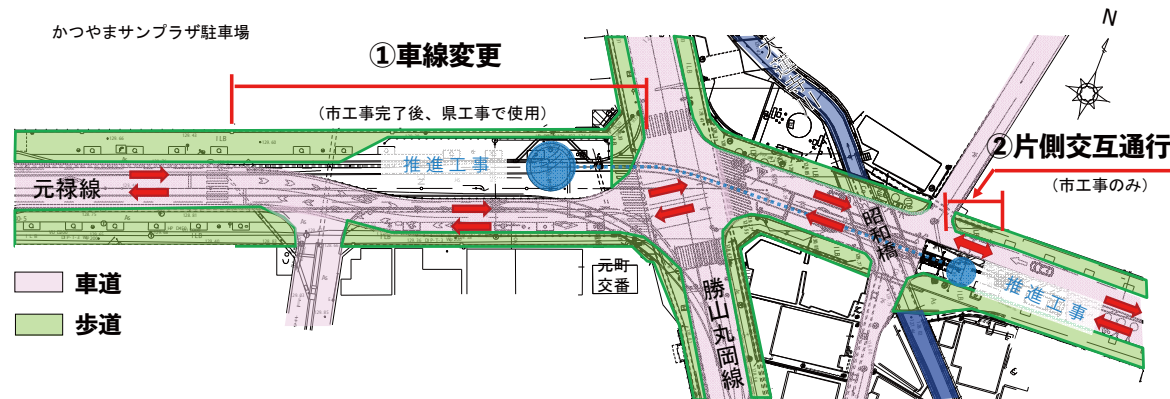 かつやまサンプラザ駐車場
①車線変更
(市工事完了後、県工事で使用)
N
推進工事
②片側交互通行
(市工事のみ)
元禄線
昭和橋
元町
交番
推進工事
車道
歩道
勝山丸岡線